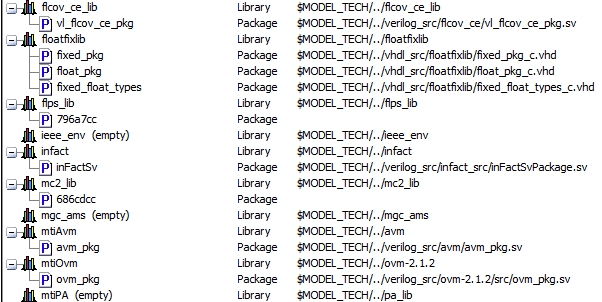 flcov_ce_lib Library $MODEL_TECH/../flcov_ce_lib
P vl_flcov_ce_pkg Package $MODEL_TECH/../verilog_src/flcov_ce/vl_flcov_ce_pkg.sv
floatfixlib Library $MODEL_TECH/../floatfixlib
P fixed_pkg Package $MODEL_TECH/../vhdl_src/floatfixlib/fixed_pkg_c.vhd
P float_pkg Package $MODEL_TECH/../vhdl_src/floatfixlib/float_pkg_c.vhd
P fixed_float_types Package $MODEL_TECH/../vhdl_src/floatfixlib/fixed_float_types_c.vhd
flps_lib Library $MODEL_TECH/../flps_lib
P 796a7cc Package
ieee_env (empty) Library $MODEL_TECH/../ieee_env
infact Library $MODEL_TECH/../infact
P inFactSv Package $MODEL_TECH/../verilog_src/infact_src/inFactSvPackage.sv
mc2_lib Library $MODEL_TECH/../mc2_lib
P 686cdcc Package
mgc_ams (empty) Library $MODEL_TECH/../mgc_ams
mtiAvm Library $MODEL_TECH/../avm
P avm_pkg Package $MODEL_TECH/../verilog_src/avm/avm_pkg.sv
mtiOvm Library $MODEL_TECH/../ovm-2.1.2
P ovm_pkg Package $MODEL_TECH/../verilog_src/ovm-2.1.2/src/ovm_pkg.sv
mtiPA (empty) Library $MODEL_TECH/../pa_lib